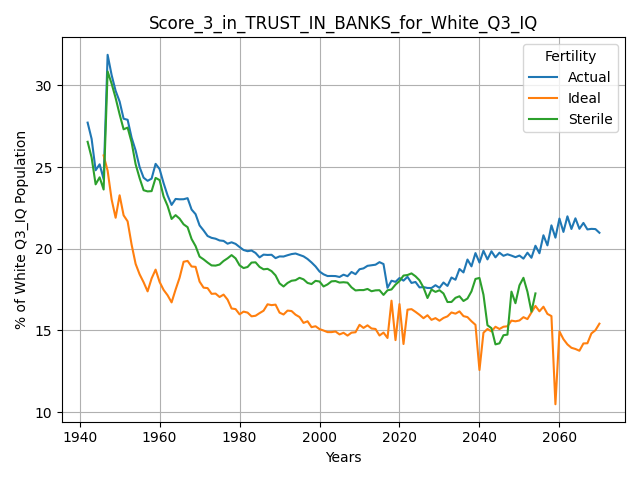 Score_3_in_TRUST_IN_BANKS_for_White_Q3_IQ
Fertility
Actual
Ideal
Sterile
% of White Q3_IQ Population
30
25
20
15
10
1940
1960
1980
2000
2020
2040
2060
Years